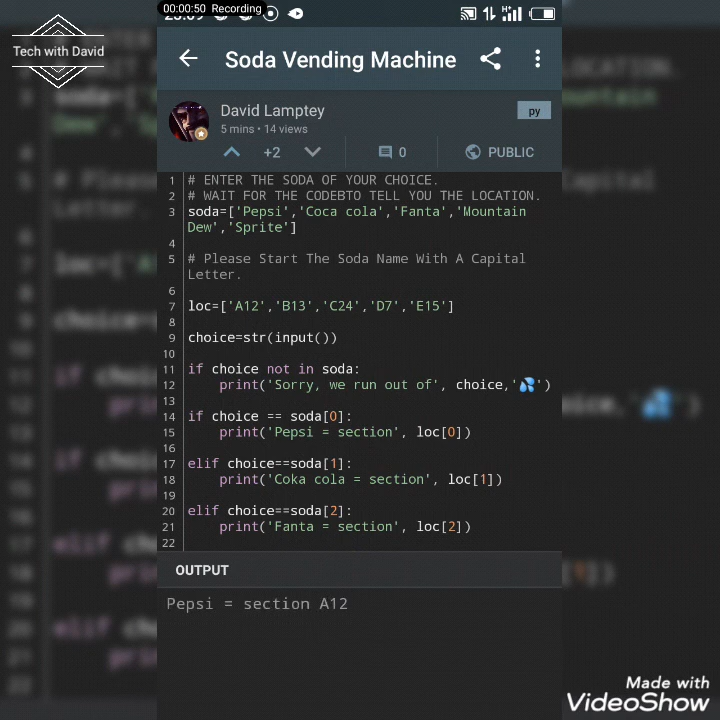 00:00:50 Recording
Tech with David
Soda Vending Machine
David Lamptey
5 mins • 14 views
py
+2
0
PUBLIC
1 # ENTER THE SODA OF YOUR CHOICE.
2 # WAIT FOR THE CODEBTO TELL YOU THE LOCATION.
3 soda=['Pepsi','Coca cola','Fanta','Mountain
Dew','Sprite']
4
5 # Please Start The Soda Name With A Capital
Letter.
6
7 loc=['A12','B13','C24','D7','E15']
8
9 choice=str(input())
10
11 if choice not in soda:
12 print('Sorry, we run out of', choice,'💦')
13
14 if choice == soda[0]:
15 print('Pepsi = section', loc[0])
16
17 elif choice==soda[1]:
18 print('Coka cola = section', loc[1])
19
20 elif choice==soda[2]:
21 print('Fanta = section', loc[2])
22
OUTPUT
Pepsi = section A12
Made with
VideoShow